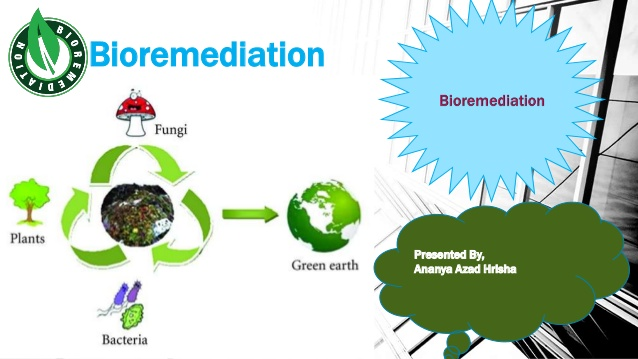 BIOREMEDIATION
Bioremediation
Bioremediation
Fungi
Plants
Green earth
Bacteria
Presented By,
Ananya Azad Hrisha